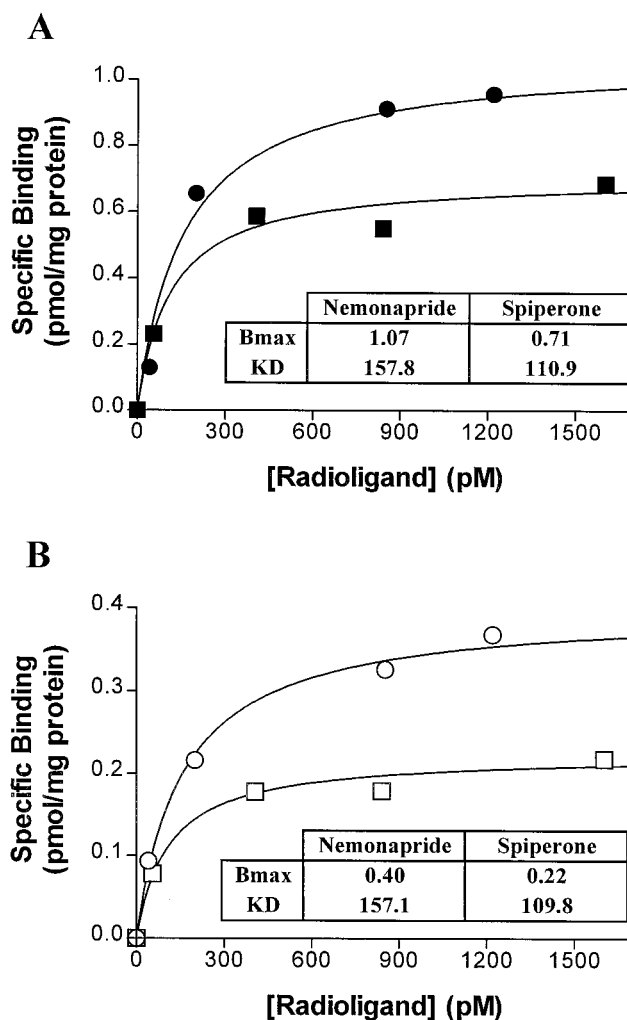 A
Specific Binding
(pmol/mg protein)
1.0
0.8
0.6
0.4
0.2
0.0
Nemonapride Spiperone
Bmax 1.07 0.71
KD 157.8 110.9
0 300 600 900 1200 1500
[Radioligand] (pM)
B
Specific Binding
(pmol/mg protein)
0.4
0.3
0.2
0.1
0.0
Nemonapride Spiperone
Bmax 0.40 0.22
KD 157.1 109.8
0 300 600 900 1200 1500
[Radioligand] (pM)